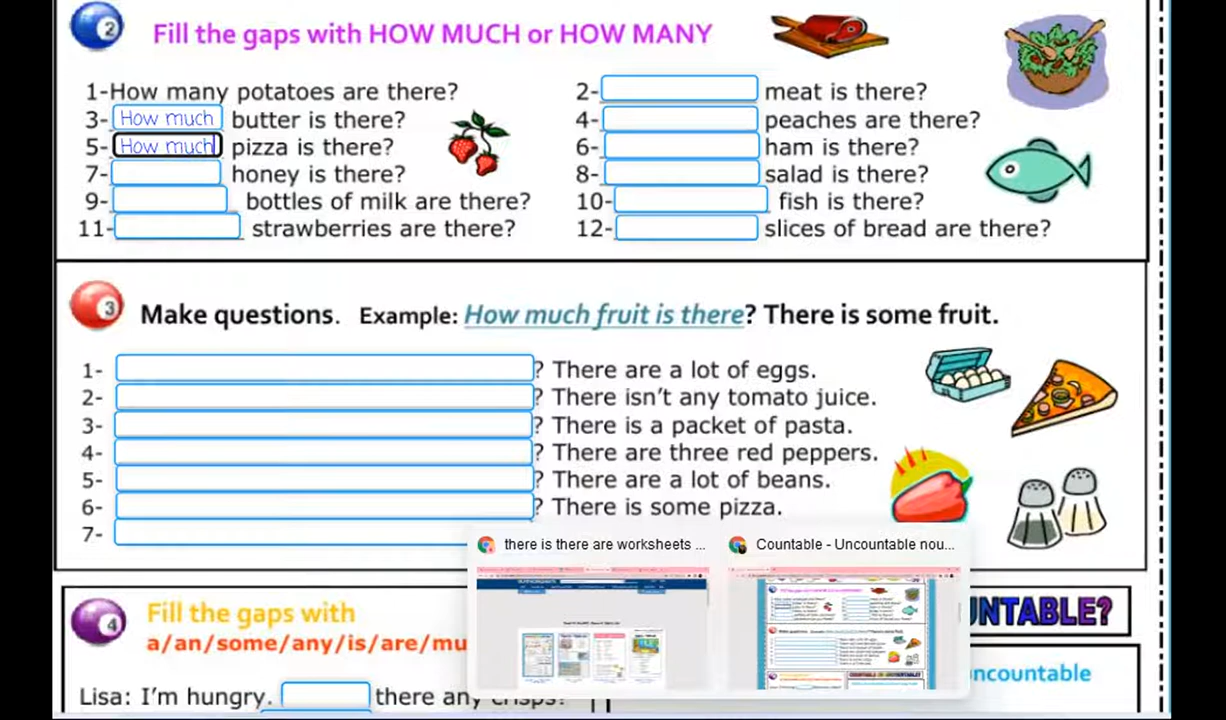 2 Fill the gaps with HOW MUCH or HOW MANY
1-How many potatoes are there? 2- meat is there?
3- How much butter is there? 4- peaches are there?
5- How much pizza is there? 6- ham is there?
7- honey is there? 8- salad is there?
9- bottles of milk are there? 10- fish is there?
11- strawberries are there? 12- slices of bread are there?
3 Make questions. Example: How much fruit is there? There is some fruit.
1- ? There are a lot of eggs.
2- ? There isn't any tomato juice.
3- ? There is a packet of pasta.
4- ? There are three red peppers.
5- ? There are a lot of beans.
6- ? There is some pizza.
7-
there is there are worksheets ... Countable - Uncountable nou...
4 Fill the gaps with
a/an/some/any/is/are/mu
UNTABLE?
ncountable
Lisa: I'm hungry. there any crisps?